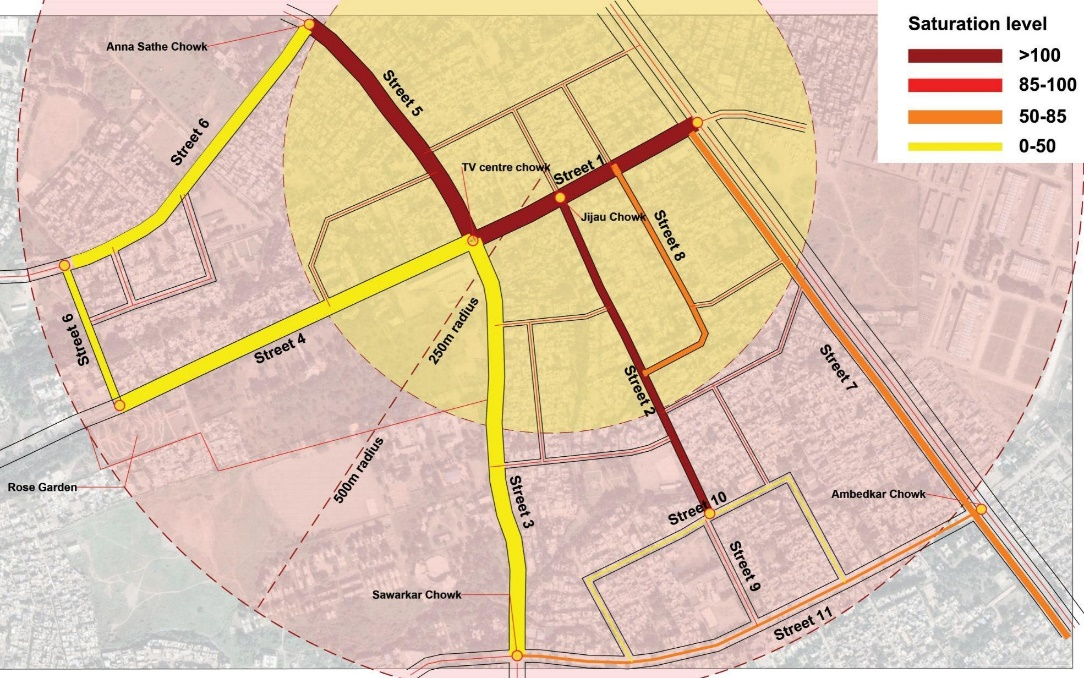 Saturation level
>100
85-100
50-85
0-50
Anna Sathe Chowk
Street 5
Street 6
TV centre chowk
Street 1
Jijau Chowk
Street 8
Street 6
Street 4
250m radius
Street 7
Street 2
500m radius
Rose Garden
Street 3
Street 10
Ambedkar Chowk
Street 9
Sawarkar Chowk
Street 11